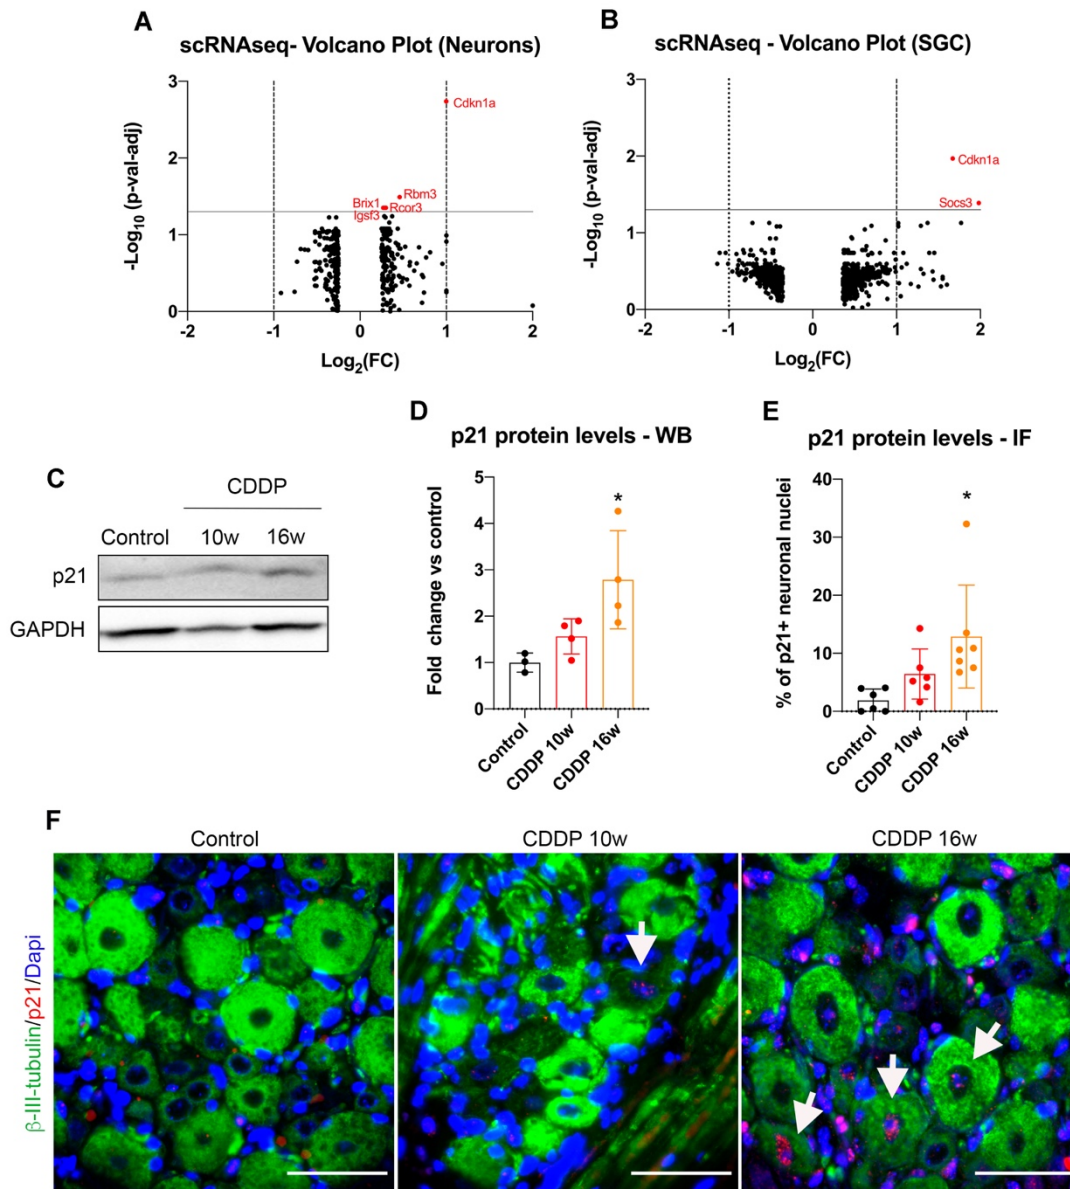 A
scRNAseq- Volcano Plot (Neurons)
3
2
1
0
-Log10 (p-val-adj)
Cdkn1a
Rbm3
Brix1
Rcor3
Igsf3
-2 -1 0 1 2
Log2(FC)
B
scRNAseq - Volcano Plot (SGC)
3
2
1
0
-Log10 (p-val-adj)
Cdkn1a
Socs3
-2 -1 0 1 2
Log2(FC)
C
CDDP
Control 10w 16w
p21
GAPDH
D
p21 protein levels - WB
Fold change vs control
5
4
3
2
1
0
*
Control
CDDP 10w
CDDP 16w
E
p21 protein levels - IF
% of p21+ neuronal nuclei
40
30
20
10
0
*
Control
CDDP 10w
CDDP 16w
F
Control
CDDP 10w
CDDP 16w
β-III-tubulin/p21/Dapi